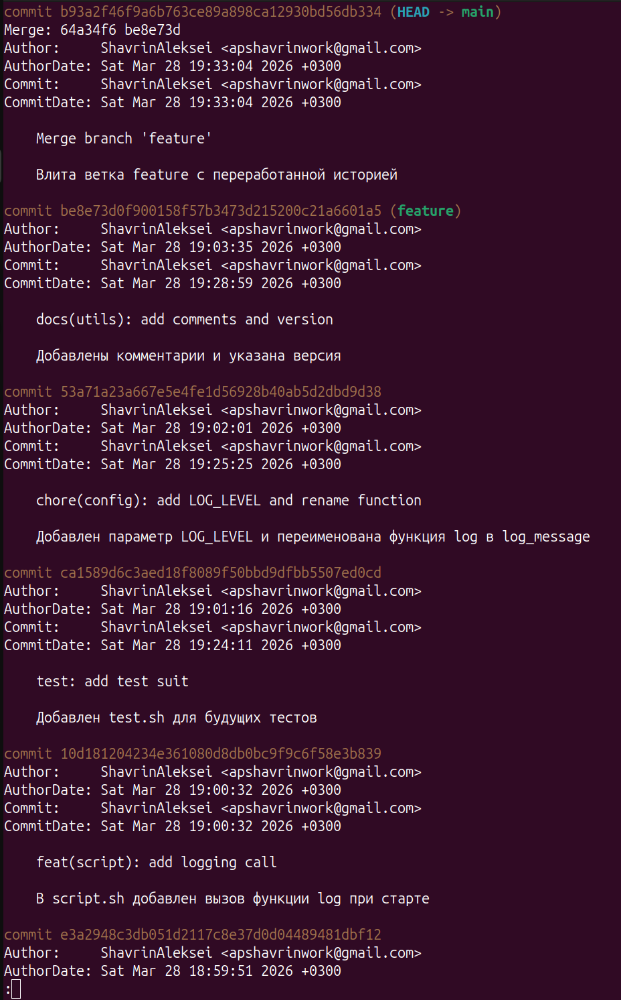 commit b93a2f46f9a6b763ce89a898ca12930bd56db334 (HEAD -> main)
Merge: 64a34f6 be8e73d
Author:     ShavrinAleksei <apshavrinwork@gmail.com>
AuthorDate: Sat Mar 28 19:33:04 2026 +0300
Commit:     ShavrinAleksei <apshavrinwork@gmail.com>
CommitDate: Sat Mar 28 19:33:04 2026 +0300
Merge branch 'feature'
Влита ветка feature с переработанной историей
commit be8e73d0f900158f57b3473d215200c21a6601a5 (feature)
Author:     ShavrinAleksei <apshavrinwork@gmail.com>
AuthorDate: Sat Mar 28 19:03:35 2026 +0300
Commit:     ShavrinAleksei <apshavrinwork@gmail.com>
CommitDate: Sat Mar 28 19:28:59 2026 +0300
docs(utils): add comments and version
Добавлены комментарии и указана версия
commit 53a71a23a667e5e4fe1d56928b40ab5d2dbd9d38
Author:     ShavrinAleksei <apshavrinwork@gmail.com>
AuthorDate: Sat Mar 28 19:02:01 2026 +0300
Commit:     ShavrinAleksei <apshavrinwork@gmail.com>
CommitDate: Sat Mar 28 19:25:25 2026 +0300
chore(config): add LOG_LEVEL and rename function
Добавлен параметр LOG_LEVEL и переименована функция log в log_message
commit ca1589d6c3aed18f8089f50bbd9dfbb5507ed0cd
Author:     ShavrinAleksei <apshavrinwork@gmail.com>
AuthorDate: Sat Mar 28 19:01:16 2026 +0300
Commit:     ShavrinAleksei <apshavrinwork@gmail.com>
CommitDate: Sat Mar 28 19:24:11 2026 +0300
test: add test suit
Добавлен test.sh для будущих тестов
commit 10d181204234e361080d8db0bc9f9c6f58e3b839
Author:     ShavrinAleksei <apshavrinwork@gmail.com>
AuthorDate: Sat Mar 28 19:00:32 2026 +0300
Commit:     ShavrinAleksei <apshavrinwork@gmail.com>
CommitDate: Sat Mar 28 19:00:32 2026 +0300
feat(script): add logging call
В script.sh добавлен вызов функции log при старте
commit e3a2948c3db051d2117c8e37d0d04489481dbf12
Author:     ShavrinAleksei <apshavrinwork@gmail.com>
AuthorDate: Sat Mar 28 18:59:51 2026 +0300
: